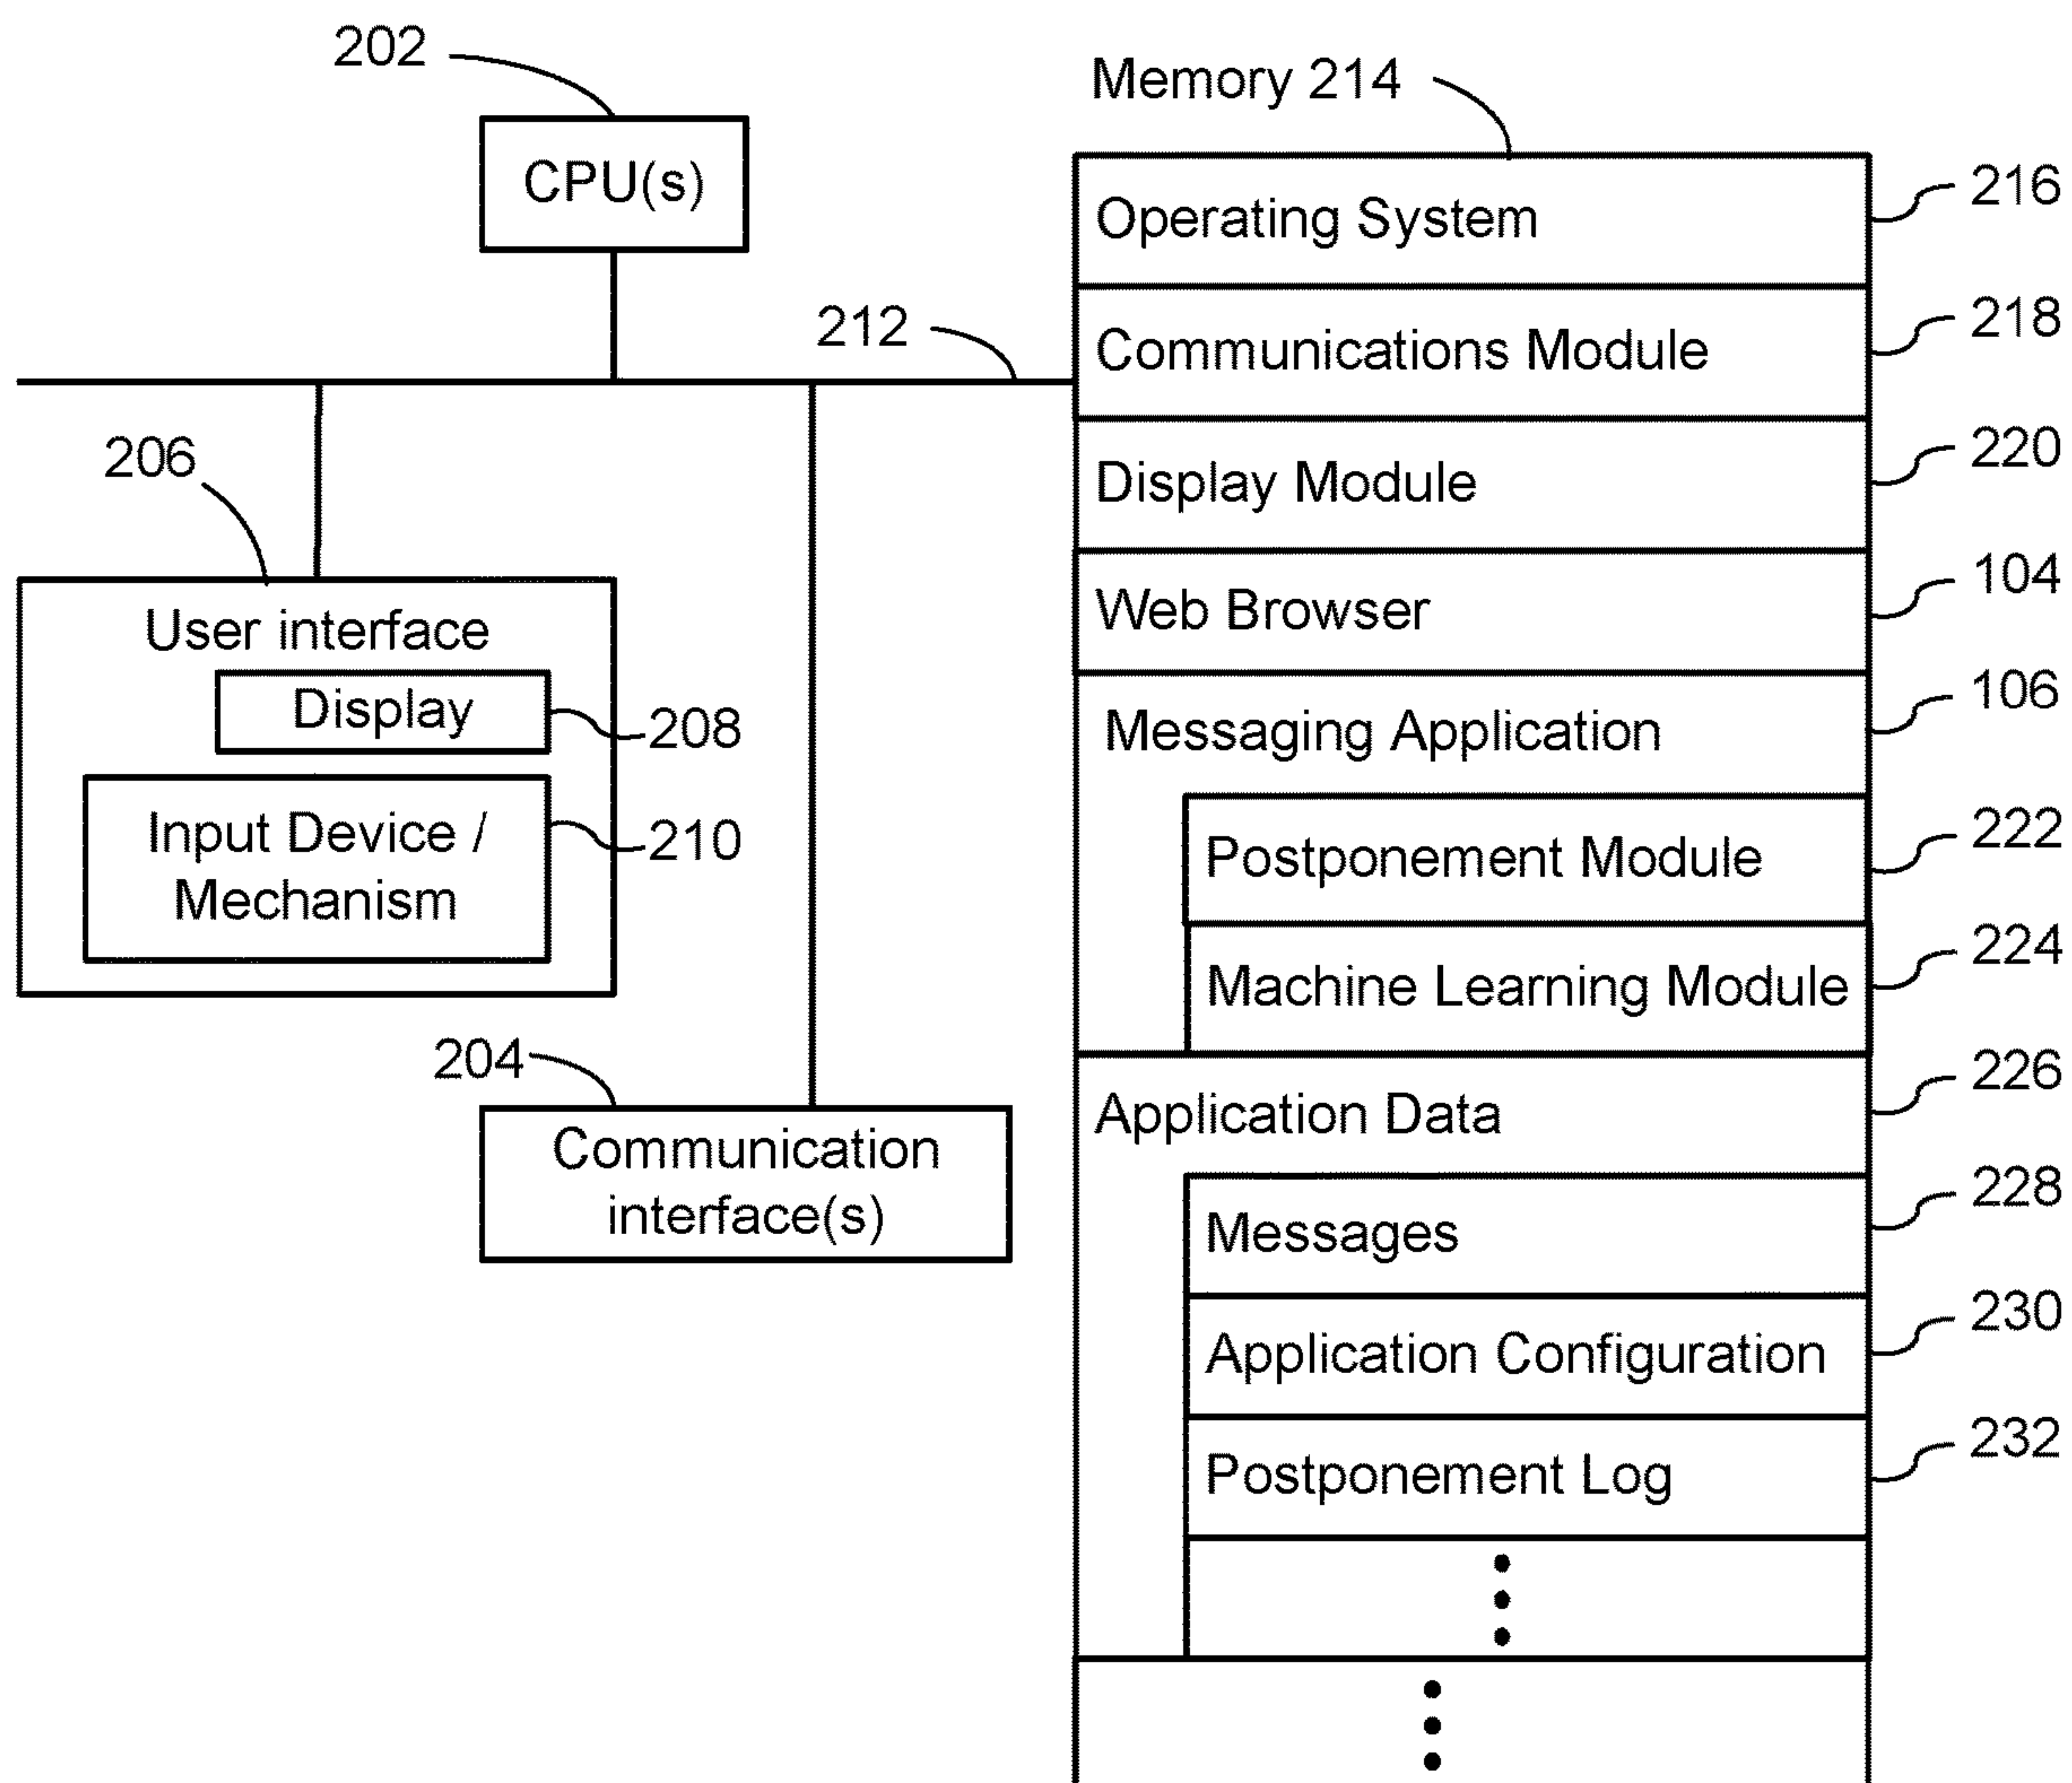 202
CPU(s)
212
206
User interface
Display
208
Input Device /
Mechanism
210
204
Communication
interface(s)
Memory 214
Operating System
216
Communications Module
218
Display Module
220
Web Browser
104
Messaging Application
106
Postponement Module
222
Machine Learning Module
224
Application Data
226
Messages
228
Application Configuration
230
Postponement Log
232